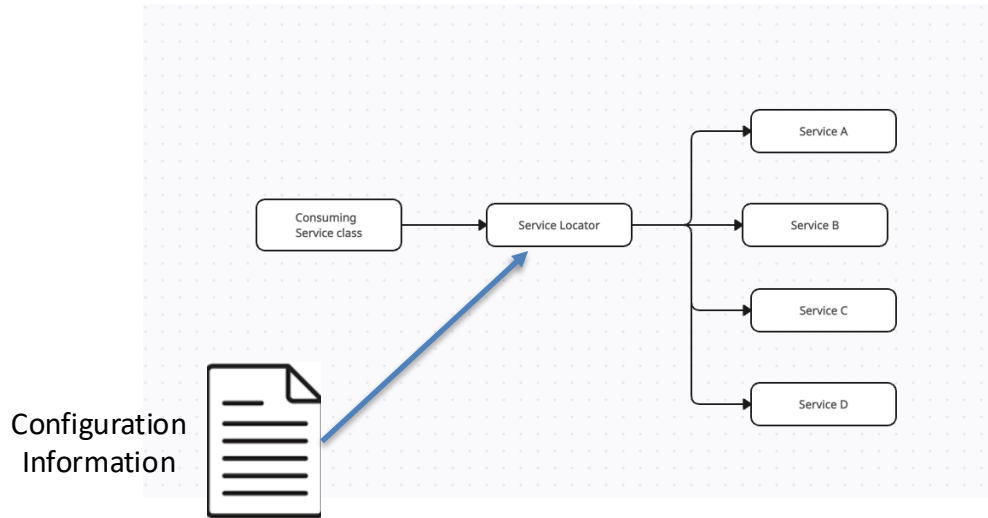 Service A
Consuming
Service class
Service Locator
Service B
Service C
Service D
Configuration
Information